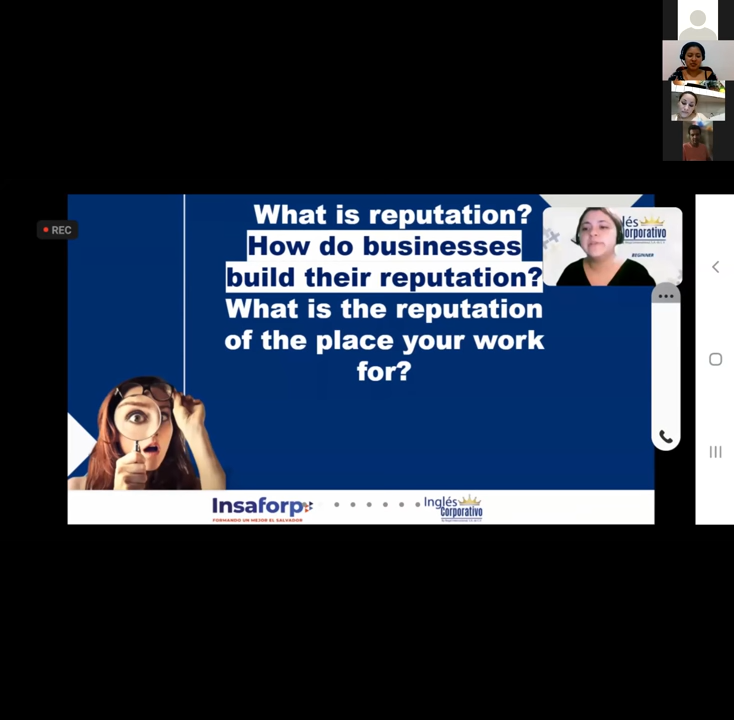 What is reputation?
How do businesses
build their reputation?
What is the reputation
of the place your work
for?
REC
Corporativo
BEGINNER
Insaforp
FORMANDO UN MEJOR EL SALVADOR
Inglés
Corporativo